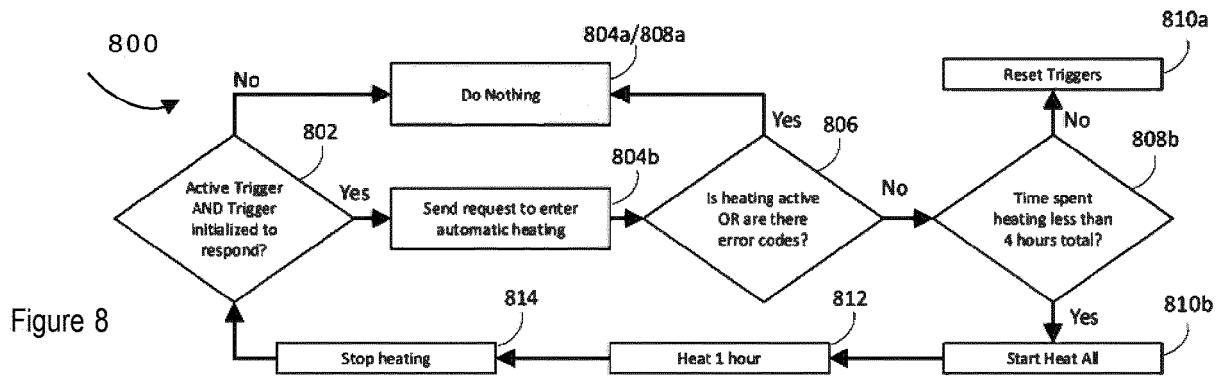 800
804a/808a
810a
No
Do Nothing
Reset Triggers
802
Yes
806
No
808b
Active Trigger
AND Trigger
initialized to
respond?
Yes
804b
Send request to enter
automatic heating
Is heating active
OR are there
error codes?
No
Time spent
heating less than
4 hours total?
Figure 8
814
812
Yes
810b
Stop heating
Heat 1 hour
Start Heat All